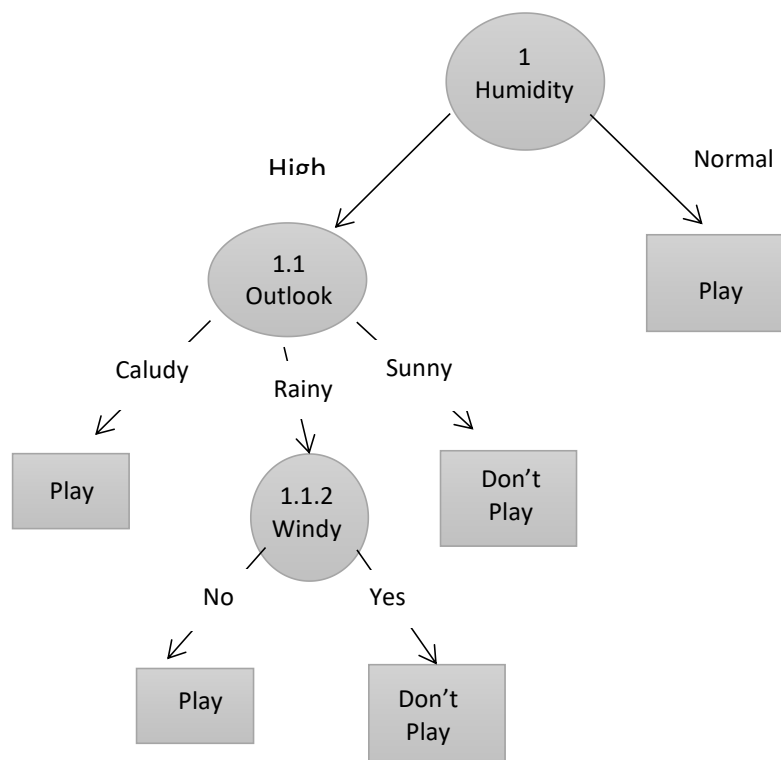 1
Humidity
High
Normal
1.1
Outlook
Play
Caludy
Rainy
Sunny
Play
1.1.2
Windy
Don’t
Play
No
Yes
Play
Don’t
Play